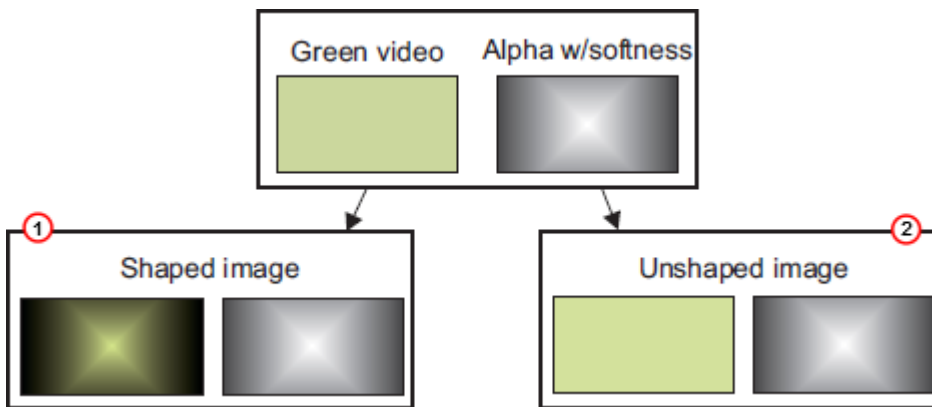 Green video
Alpha w/softness
1
2
Shaped image
Unshaped image